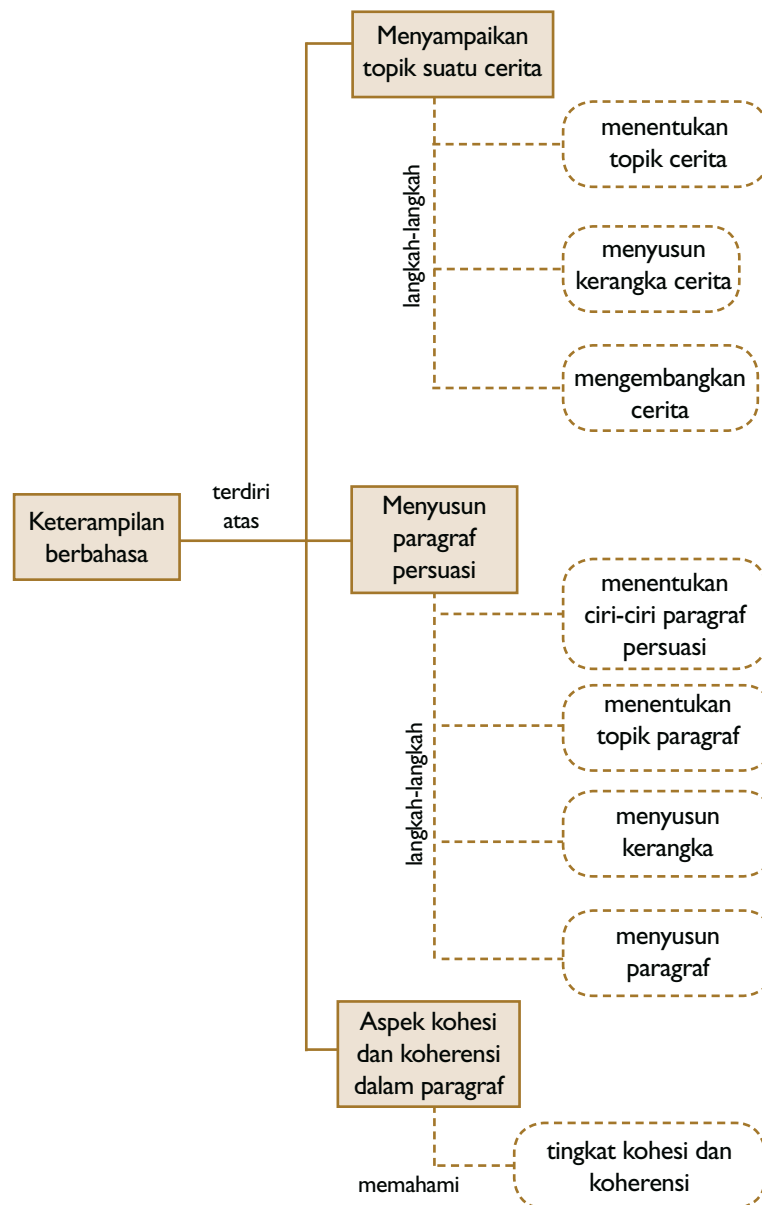 Menyampaikan
topik suatu cerita
langkah-langkah
menentukan
topik cerita
menyusun
kerangka cerita
mengembangkan
cerita
Keterampilan
berbahasa
terdiri
atas
Menyusun
paragraf
persuasi
langkah-langkah
menentukan
ciri-ciri paragraf
persuasi
menentukan
topik paragraf
menyusun
kerangka
menyusun
paragraf
Aspek kohesi
dan koherensi
dalam paragraf
memahami
tingkat kohesi dan
koherensi